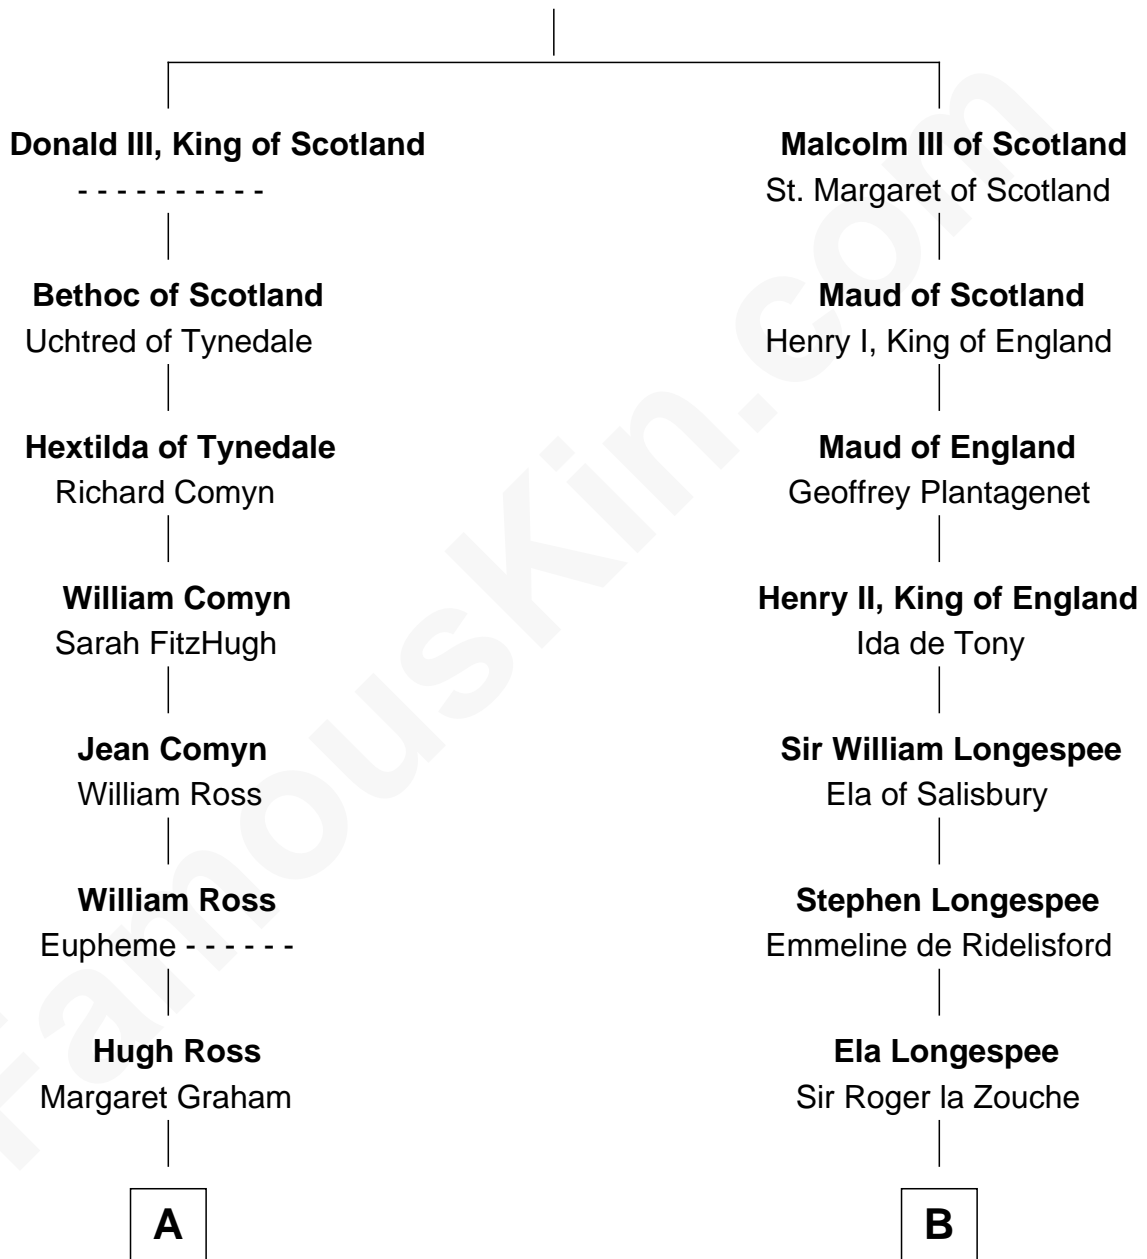 Donald III, King of Scotland
- - - - - - - - - -
Bethoc of Scotland
Uchtred of Tynedale
Hextilda of Tynedale
Richard Comyn
William Comyn
Sarah FitzHugh
Jean Comyn
William Ross
William Ross
Eupheme - - - - - -
Hugh Ross
Margaret Graham
A
Malcolm III of Scotland
St. Margaret of Scotland
Maud of Scotland
Henry I, King of England
Maud of England
Geoffrey Plantagenet
Henry II, King of England
Ida de Tony
Sir William Longespee
Ela of Salisbury
Stephen Longespee
Emmeline de Ridelisford
Ela Longespee
Sir Roger la Zouche
B
FamousKin.com